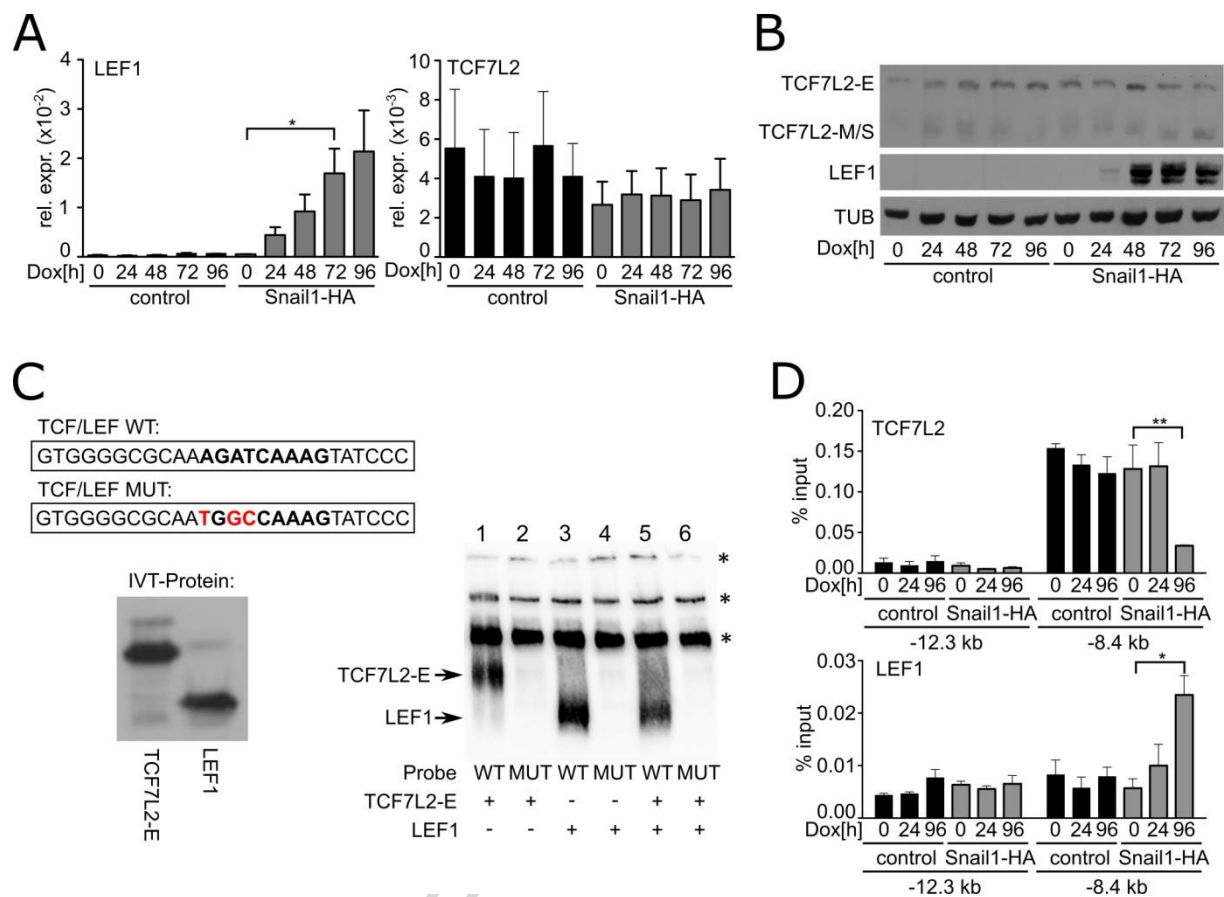 A
LEF1
rel. expr. (x10-2)
4
3
2
1
0
*
0 24 48 72 96 0 24 48 72 96
Dox[h]
control Snail1-HA
TCF7L2
rel. expr. (x10-3)
10
8
6
4
2
0
0 24 48 72 96 0 24 48 72 96
Dox[h]
control Snail1-HA
B
TCF7L2-E
TCF7L2-M/S
LEF1
TUB
Dox[h] 0 24 48 72 96 0 24 48 72 96
control Snail1-HA
C
TCF/LEF WT:
GTGGGGCGCAAAGATCAAAGTATCCC
TCF/LEF MUT:
GTGGGGCGCAATGGCCAAAGTATCCC
IVT-Protein:
TCF7L2-E
LEF1
1 2 3 4 5 6
*
*
*
TCF7L2-E
LEF1
Probe WT MUT WT MUT WT MUT
TCF7L2-E + + - - + +
LEF1 - - + + + +
D
TCF7L2
% input
0.20
0.15
0.10
0.05
0.00
**
Dox[h] 0 24 96 0 24 96 0 24 96 0 24 96
control Snail1-HA control Snail1-HA
-12.3 kb -8.4 kb
LEF1
% input
0.03
0.02
0.01
0.00
*
Dox[h] 0 24 96 0 24 96 0 24 96 0 24 96
control Snail1-HA control Snail1-HA
-12.3 kb -8.4 kb